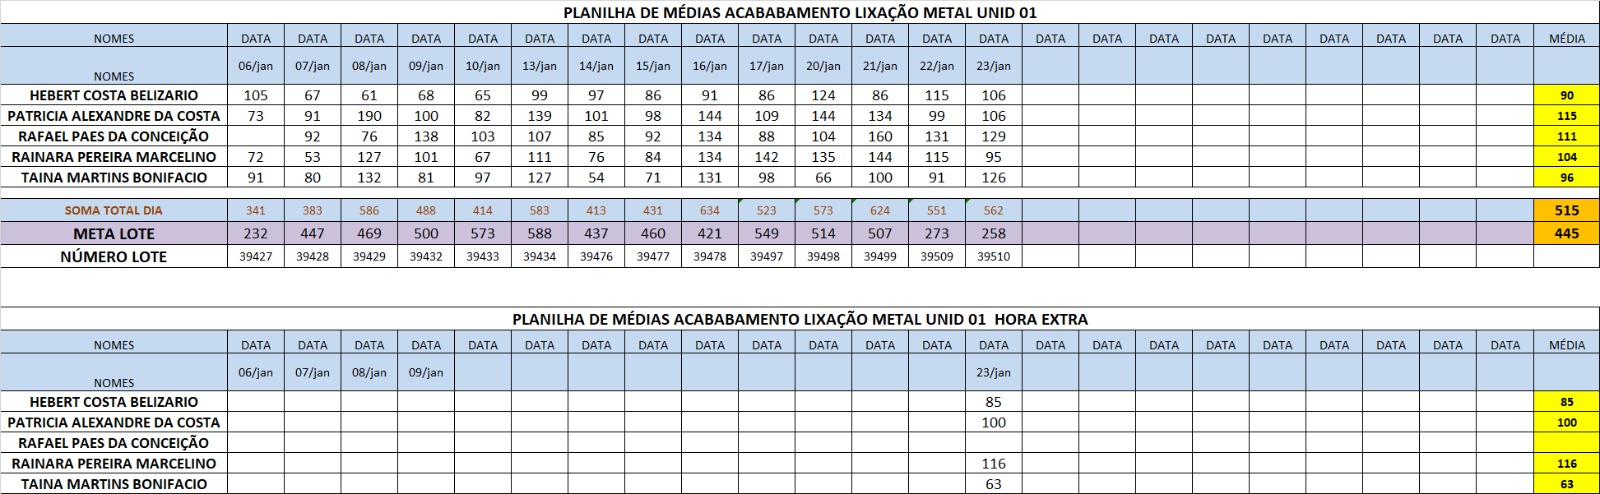 PLANILHA DE MÉDIAS ACABABAMENTO LIXAÇÃO METAL UNID 01
NOMES DATA DATA DATA DATA DATA DATA DATA DATA DATA DATA DATA DATA DATA DATA DATA DATA DATA DATA DATA DATA DATA DATA DATA MÉDIA
NOMES 06/jan 07/jan 08/jan 09/jan 10/jan 13/jan 14/jan 15/jan 16/jan 17/jan 20/jan 21/jan 22/jan 23/jan
HEBERT COSTA BELIZARIO 105 67 61 68 65 99 97 86 91 86 124 86 115 106 90
PATRICIA ALEXANDRE DA COSTA 73 91 190 100 82 139 101 98 144 109 144 134 99 106 115
RAFAEL PAES DA CONCEIÇÃO 92 76 138 103 107 85 92 134 88 104 160 131 129 111
RAINARA PEREIRA MARCELINO 72 53 127 101 67 111 76 84 134 142 135 144 115 95 104
TAINA MARTINS BONIFACIO 91 80 132 81 97 127 54 71 131 98 66 100 91 126 96
SOMA TOTAL DIA 341 383 586 488 414 583 413 431 634 523 573 624 551 562 515
META LOTE 232 447 469 500 573 588 437 460 421 549 514 507 273 258 445
NÚMERO LOTE 39427 39428 39429 39432 39433 39434 39476 39477 39478 39497 39498 39499 39509 39510
PLANILHA DE MÉDIAS ACABABAMENTO LIXAÇÃO METAL UNID 01 HORA EXTRA
NOMES DATA DATA DATA DATA DATA DATA DATA DATA DATA DATA DATA DATA DATA DATA DATA DATA DATA DATA DATA DATA DATA DATA DATA MÉDIA
NOMES 06/jan 07/jan 08/jan 09/jan 23/jan
HEBERT COSTA BELIZARIO 85 85
PATRICIA ALEXANDRE DA COSTA 100 100
RAFAEL PAES DA CONCEIÇÃO
RAINARA PEREIRA MARCELINO 116 116
TAINA MARTINS BONIFACIO 63 63